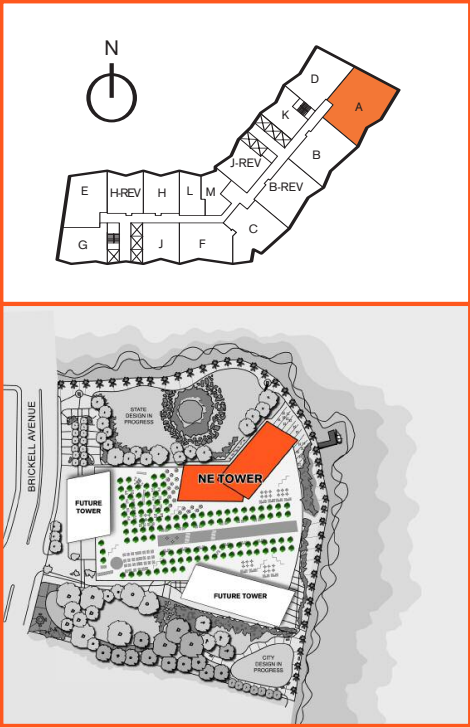 N
D
A
K
B
J-REV
B-REV
E
H-REV
H
L
M
C
G
J
F
STATE
DESIGN IN
PROGRESS
BRICKELL AVENUE
NE TOWER
FUTURE
TOWER
FUTURE TOWER
CITY
DESIGN IN
PROGRESS